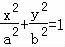 x²/a² + y²/b² = 1